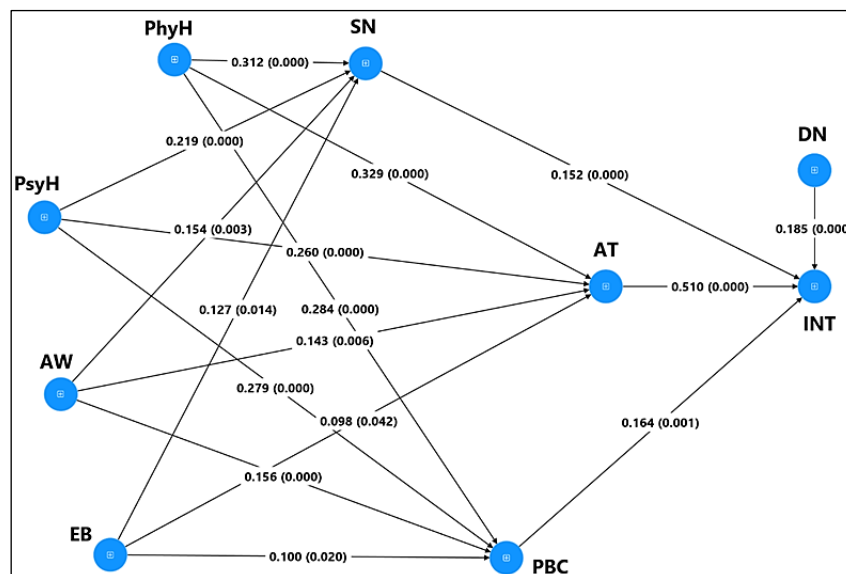 PhyH
SN
0.312 (0.000)
DN
0.219 (0.000)
0.329 (0.000)
0.152 (0.000)
PsyH
0.185 (0.000
0.154 (0.003)
0.260 (0.000)
AT
0.510 (0.000)
INT
0.127 (0.014)
0.284 (0.000)
0.143 (0.006)
AW
0.279 (0.000)
0.098 (0.042)
0.164 (0.001)
0.156 (0.000)
EB
0.100 (0.020)
PBC